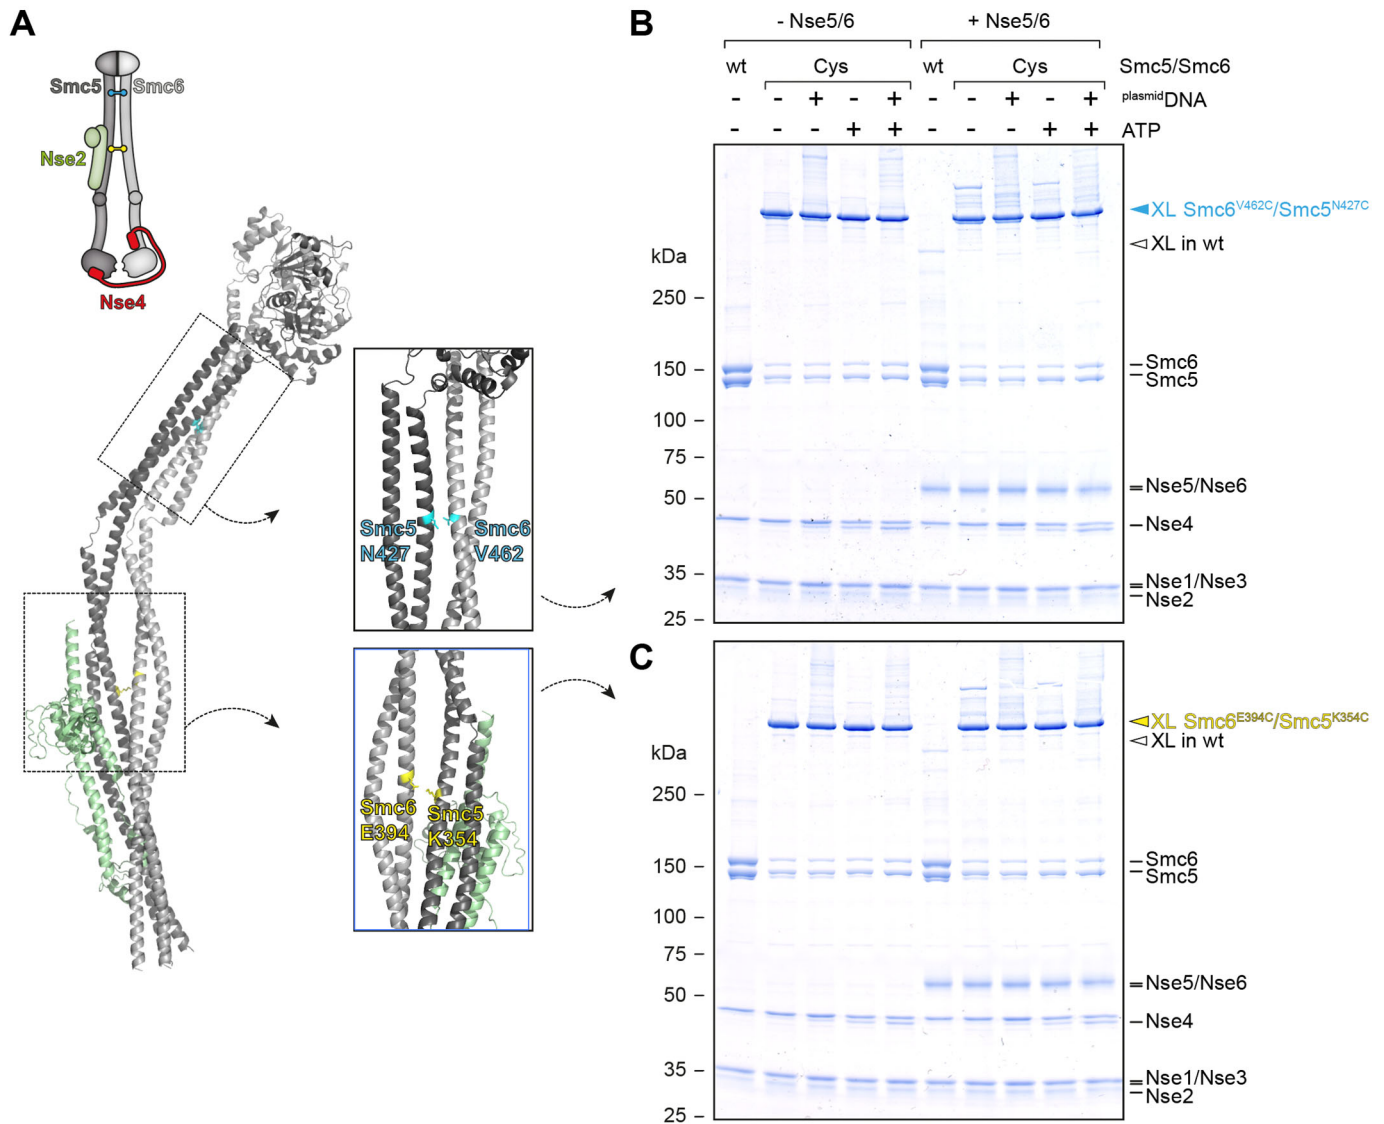 A
Smc5
Smc6
Nse2
Nse4
Smc5
N427
Smc6
V462
Smc6
E394
Smc5
K354
B
- Nse5/6
+ Nse5/6
wt
Cys
wt
Cys
Smc5/Smc6
- - + - + - - + - + plasmidDNA
- - - + + - - - + + ATP
XL Smc6V462C/Smc5N427C
XL in wt
kDa
250 –
150 –
100 –
75 –
50 –
35 –
25 –
Smc6
Smc5
Nse5/Nse6
Nse4
Nse1/Nse3
Nse2
C
XL Smc6E394C/Smc5K354C
XL in wt
kDa
250 –
150 –
100 –
75 –
50 –
35 –
25 –
Smc6
Smc5
Nse5/Nse6
Nse4
Nse1/Nse3
Nse2